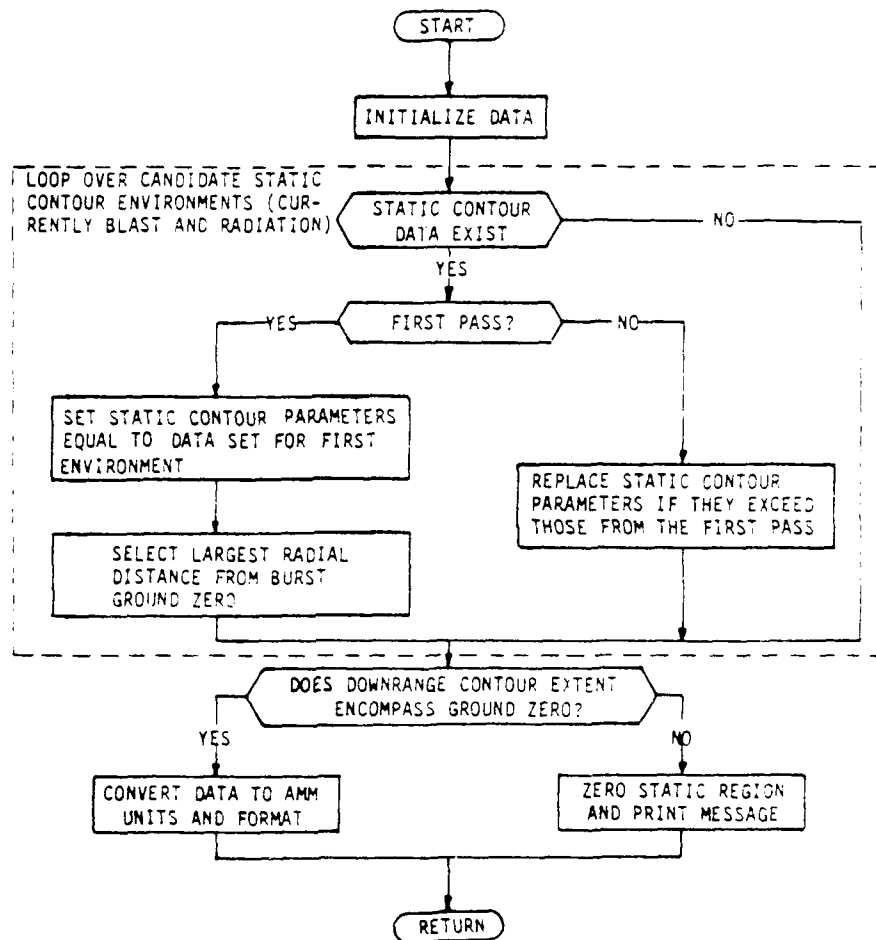 START
INITIALIZE DATA
LOOP OVER CANDIDATE STATIC
CONTOUR ENVIRONMENTS (CUR-
RENTLY BLAST AND RADIATION)
STATIC CONTOUR
DATA EXIST
NO
YES
FIRST PASS?
YES
NO
SET STATIC CONTOUR PARAMETERS
EQUAL TO DATA SET FOR FIRST
ENVIRONMENT
REPLACE STATIC CONTOUR
PARAMETERS IF THEY EXCEED
THOSE FROM THE FIRST PASS
SELECT LARGEST RADIAL
DISTANCE FROM BURST
GROUND ZERO
DOES DOWNRANGE CONTOUR EXTENT
ENCOMPASS GROUND ZERO?
YES
NO
CONVERT DATA TO AMM
UNITS AND FORMAT
ZERO STATIC REGION
AND PRINT MESSAGE
RETURN